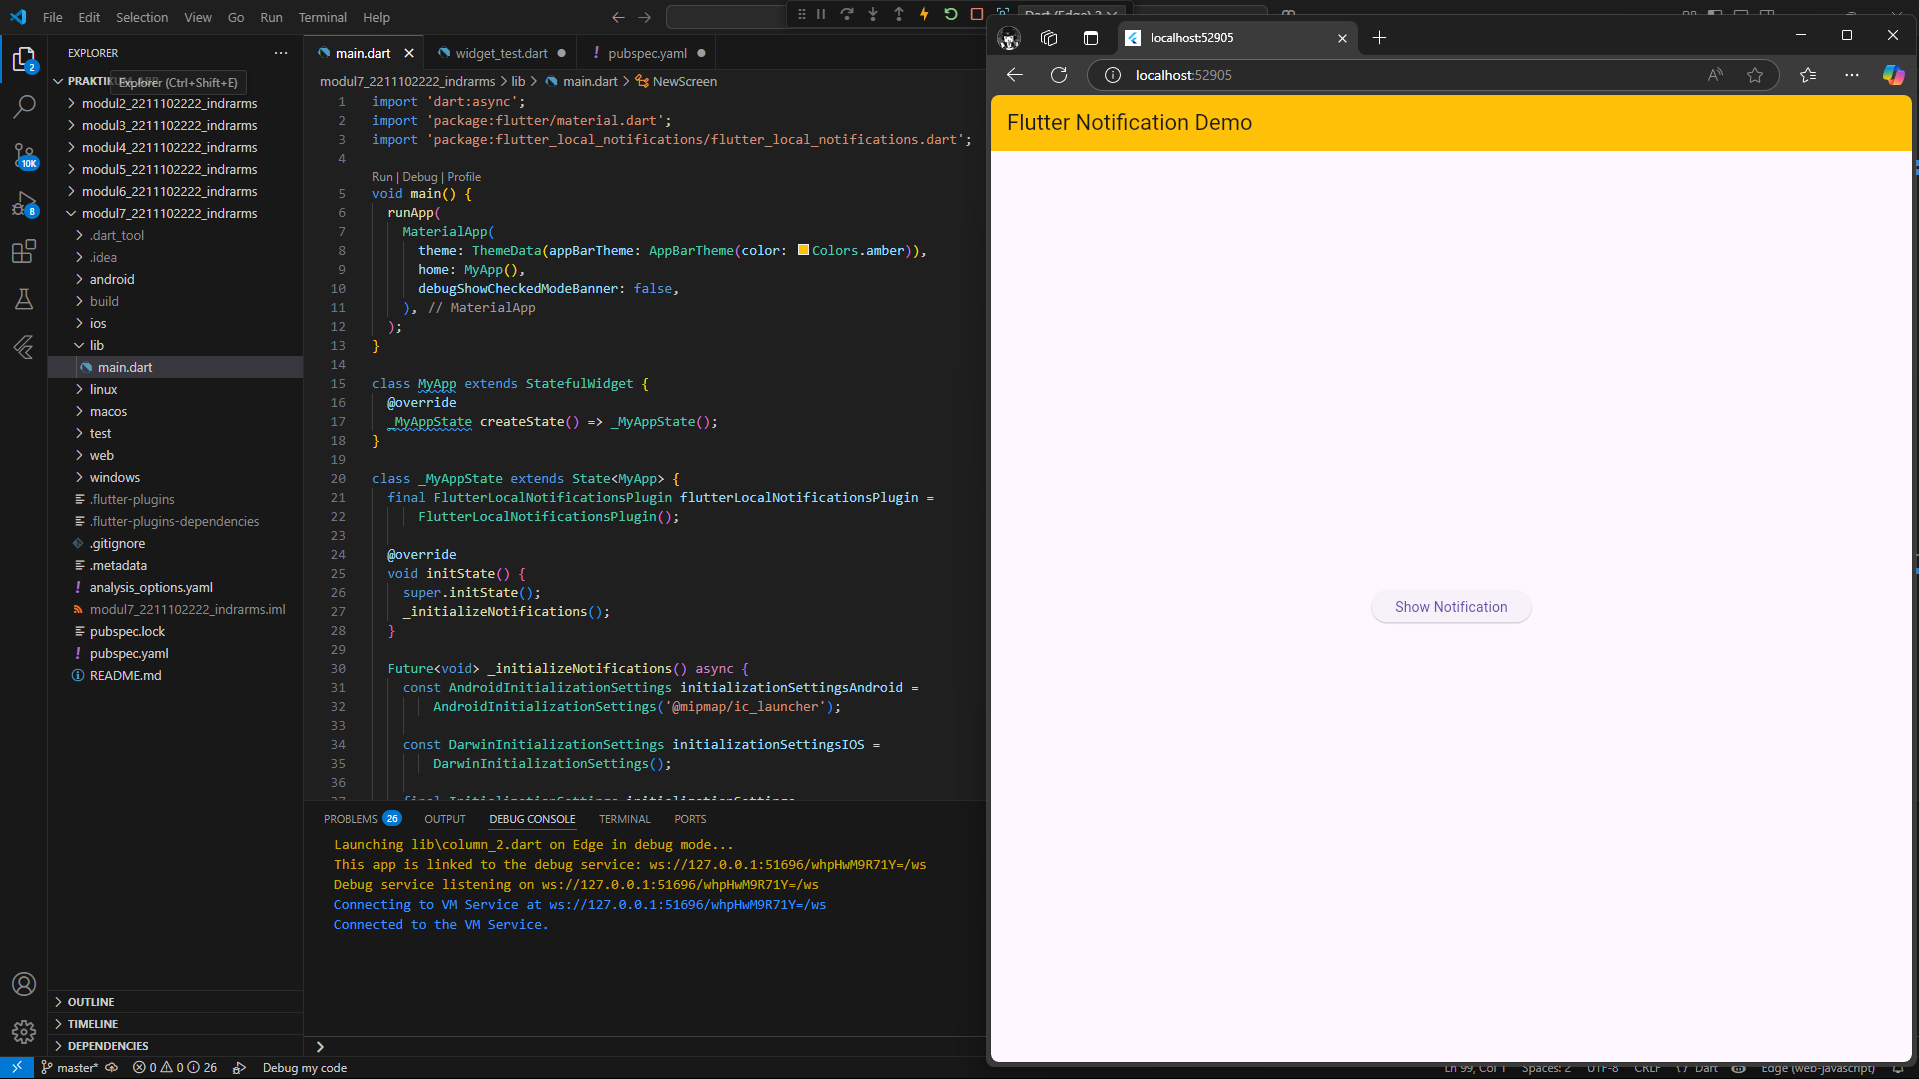 File Edit Selection View Go Run Terminal Help
Dart (Edge) 2
EXPLORER
Explorer (Ctrl+Shift+E)
modul2_2211102222_indrarms
modul3_2211102222_indrarms
modul4_2211102222_indrarms
modul5_2211102222_indrarms
modul6_2211102222_indrarms
modul7_2211102222_indrarms
.dart_tool
.idea
android
build
ios
lib
main.dart
linux
macos
test
web
windows
.flutter-plugins
.flutter-plugins-dependencies
.gitignore
.metadata
analysis_options.yaml
modul7_2211102222_indrarms.iml
pubspec.lock
pubspec.yaml
README.md
OUTLINE
TIMELINE
DEPENDENCIES
2
10K
8
main.dart widget_test.dart pubspec.yaml
modul7_2211102222_indrarms > lib > main.dart > NewScreen
1 import 'dart:async';
2 import 'package:flutter/material.dart';
3 import 'package:flutter_local_notifications/flutter_local_notifications.dart';
4
Run | Debug | Profile
5 void main() {
6 runApp(
7 MaterialApp(
8 theme: ThemeData(appBarTheme: AppBarTheme(color: Colors.amber)),
9 home: MyApp(),
10 debugShowCheckedModeBanner: false,
11 ), // MaterialApp
12 );
13 }
14
15 class MyApp extends StatefulWidget {
16 @override
17 _MyAppState createState() => _MyAppState();
18 }
19
20 class _MyAppState extends State<MyApp> {
21 final FlutterLocalNotificationsPlugin flutterLocalNotificationsPlugin =
22 FlutterLocalNotificationsPlugin();
23
24 @override
25 void initState() {
26 super.initState();
27 _initializeNotifications();
28 }
29
30 Future<void> _initializeNotifications() async {
31 const AndroidInitializationSettings initializationSettingsAndroid =
32 AndroidInitializationSettings('@mipmap/ic_launcher');
33
34 const DarwinInitializationSettings initializationSettingsIOS =
35 DarwinInitializationSettings();
36
PROBLEMS 26 OUTPUT DEBUG CONSOLE TERMINAL PORTS
Launching lib\column_2.dart on Edge in debug mode...
This app is linked to the debug service: ws://127.0.0.1:51696/whpHwM9R71Y=/ws
Debug service listening on ws://127.0.0.1:51696/whpHwM9R71Y=/ws
Connecting to VM Service at ws://127.0.0.1:51696/whpHwM9R71Y=/ws
Connected to the VM Service.
master* 0 0 26 Debug my code
Ln 99, Col 1 Spaces: 2 UTF-8 CRLF Dart Edge (web-javascript)
localhost:52905
localhost:52905
Flutter Notification Demo
Show Notification